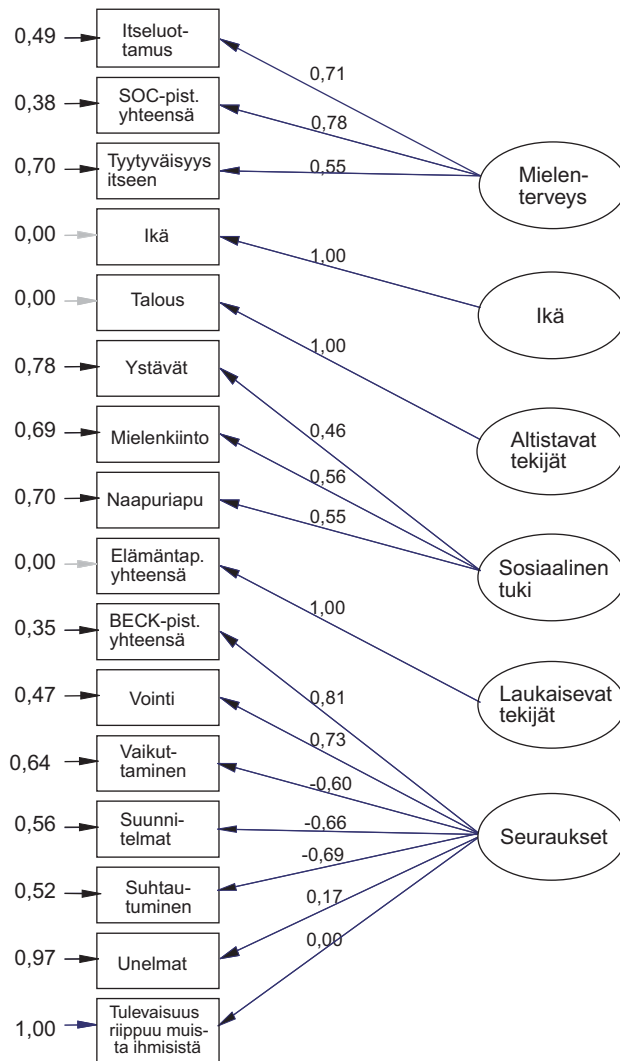 0,49
Itseluot-
tamus
0,71
0,38
SOC-pist.
yhteensä
0,78
0,70
Tyytyväisyys
itseen
0,55
Mielen-
terveys
0,00
Ikä
1,00
Ikä
0,00
Talous
1,00
Altistavat
tekijät
0,78
Ystävät
0,46
0,69
Mielenkiinto
0,56
0,70
Naapuriapu
0,55
Sosiaalinen
tuki
0,00
Elämäntap.
yhteensä
1,00
Laukaisevat
tekijät
0,35
BECK-pist.
yhteensä
0,81
0,47
Vointi
0,73
0,64
Vaikut-
taminen
-0,60
0,56
Suunni-
telmat
-0,66
Seuraukset
0,52
Suhtau-
tuminen
-0,69
0,97
Unelmat
0,17
1,00
Tulevaisuus
riippuu muis-
ta ihmisistä
0,00